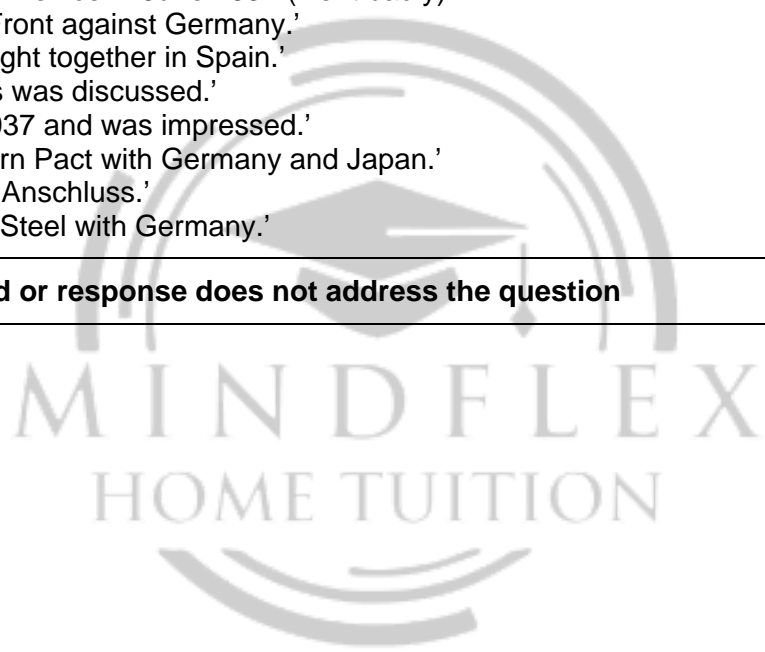 Front against Germany.’
ght together in Spain.’
s was discussed.’
037 and was impressed.’
rn Pact with Germany and Japan.’
Anschluss.’
Steel with Germany.’
d or response does not address the question
MINDFLEX
HOME TUITION